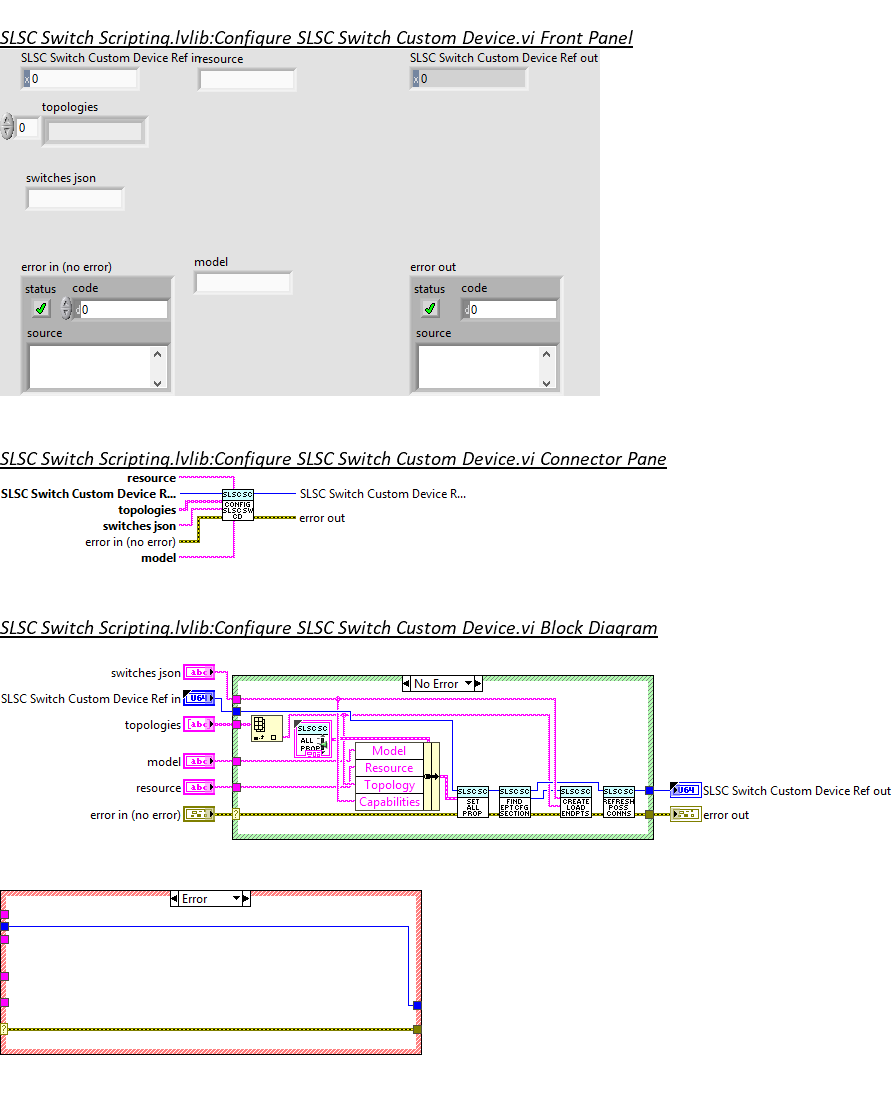 SLSC Switch Scripting.lvlib:Configure SLSC Switch Custom Device.vi Front Panel
SLSC Switch Custom Device Ref in
resource
SLSC Switch Custom Device Ref out
x 0
x 0
topologies
0
switches json
error in (no error)
model
error out
status code
status code
d 0
d 0
source
source
SLSC Switch Scripting.lvlib:Configure SLSC Switch Custom Device.vi Connector Pane
resource
SLSC Switch Custom Device R...
SLSC SC
SLSC Switch Custom Device R...
topologies
CONFIG
SLSC SW
CD
switches json
error out
error in (no error)
model
SLSC Switch Scripting.lvlib:Configure SLSC Switch Custom Device.vi Block Diagram
switches json
abc
No Error
SLSC Switch Custom Device Ref in
U64
topologies
abc
SLSC SC
ALL
PROP
model
abc
Model
Resource
Topology
Capabilities
resource
abc
SLSC SC
SET
ALL
PROP
SLSC SC
FIND
EPTCFG
SECTION
SLSC SC
CREATE
LOAD
ENDPTS
SLSC SC
REFRESH
POSS
CONNS
U64
SLSC Switch Custom Device Ref out
error in (no error)
?
error out
Error
?